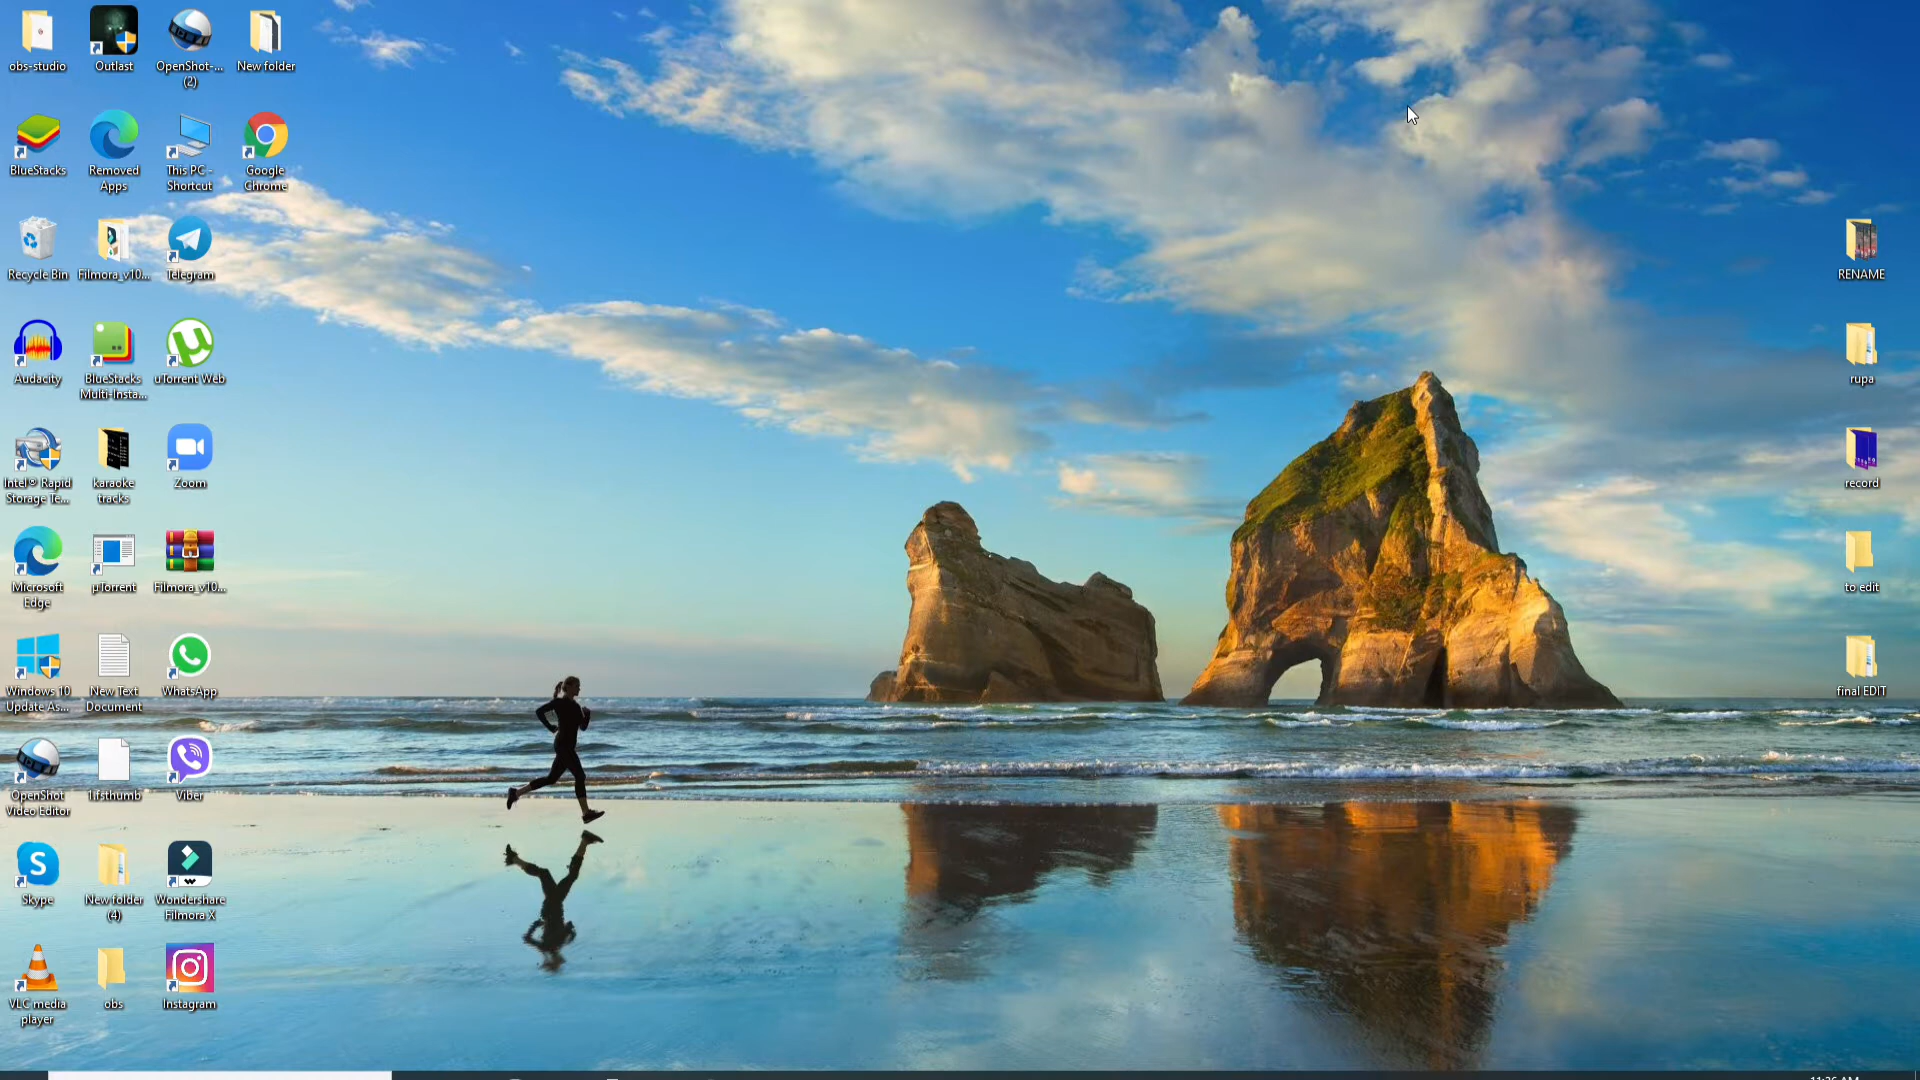 obs-studio
Outlast
OpenShot-...
(2)
New folder
BlueStacks
Removed
Apps
This PC -
Shortcut
Google
Chrome
Recycle Bin
Filmora_v10...
Telegram
RENAME
Audacity
BlueStacks
Multi-Insta...
uTorrent Web
rupa
Intel® Rapid
Storage Te...
karaoke
tracks
Zoom
record
Microsoft
Edge
µTorrent
Filmora_v10...
to edit
Windows 10
Update As...
New Text
Document
WhatsApp
final EDIT
OpenShot
Video Editor
1.ifsthumb
Viber
Skype
New folder
(4)
Wondershare
Filmora X
VLC media
player
obs
Instagram